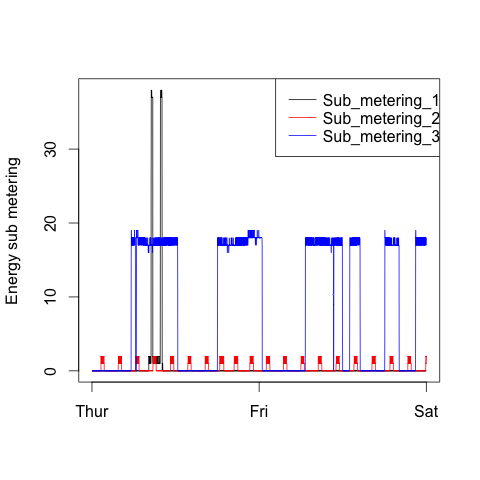 Sub_metering_1
Sub_metering_2
Sub_metering_3
Energy sub metering
30
20
10
0
Thur Fri Sat